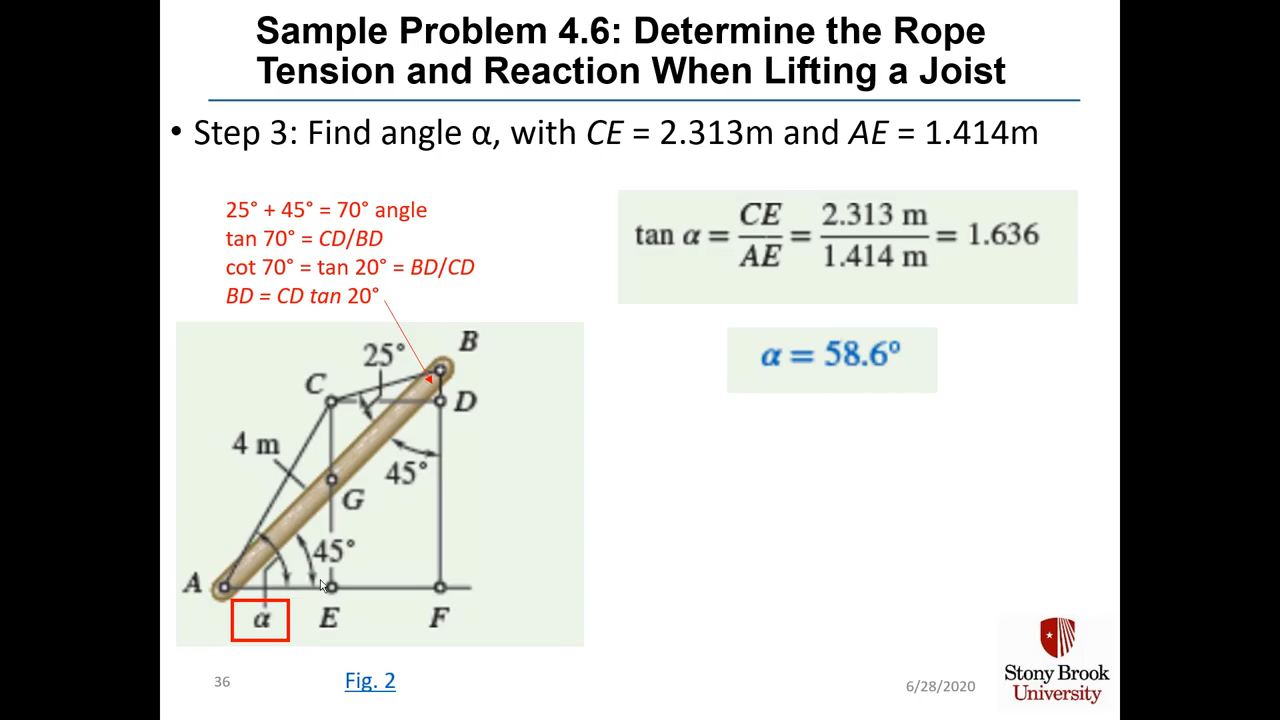 Sample Problem 4.6: Determine the Rope
Tension and Reaction When Lifting a Joist
• Step 3: Find angle α, with CE = 2.313m and AE = 1.414m
25° + 45° = 70° angle
tan 70° = CD/BD
cot 70° = tan 20° = BD/CD
BD = CD tan 20°
tan α = CE/AE = 2.313 m/1.414 m = 1.636
α = 58.6°
B
25°
C
D
4 m
45°
G
45°
A
α
E
F
36
Fig. 2
6/28/2020
Stony Brook
University